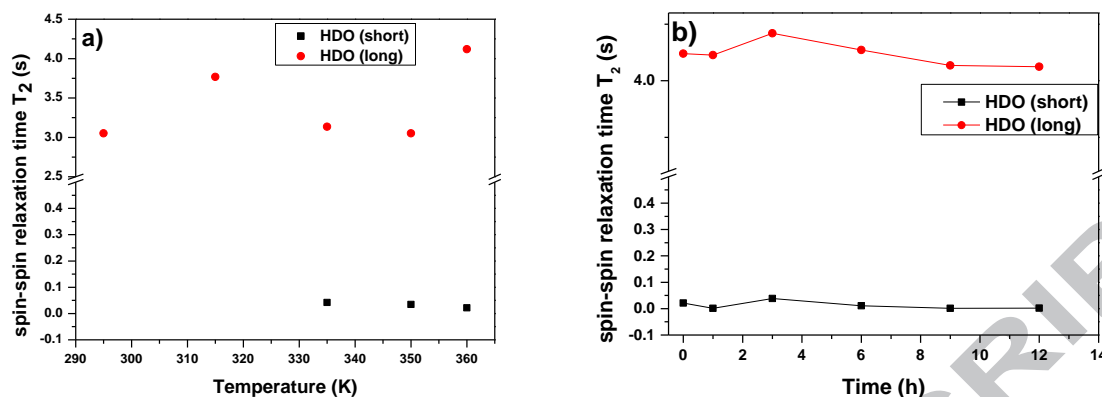 a)
HDO (short)
HDO (long)
spin-spin relaxation time T2 (s)
4.5
4.0
3.5
3.0
2.5
0.4
0.3
0.2
0.1
0.0
-0.1
290 300 310 320 330 340 350 360
Temperature (K)
b)
HDO (short)
HDO (long)
spin-spin relaxation time T2 (s)
4.0
0.4
0.3
0.2
0.1
0.0
-0.1
0 2 4 6 8 10 12 14
Time (h)
SCRIP